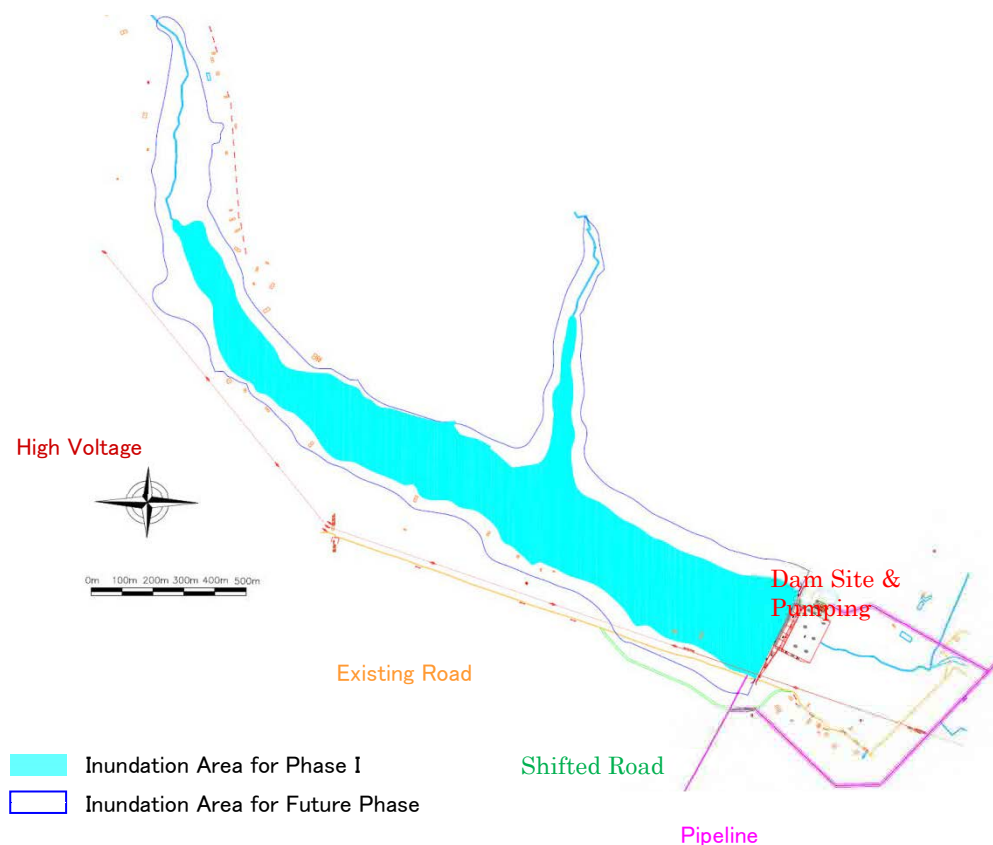 High Voltage
0m 100m 200m 300m 400m 500m
Dam Site &
Pumping
Existing Road
Shifted Road
Inundation Area for Phase I
Inundation Area for Future Phase
Pipeline